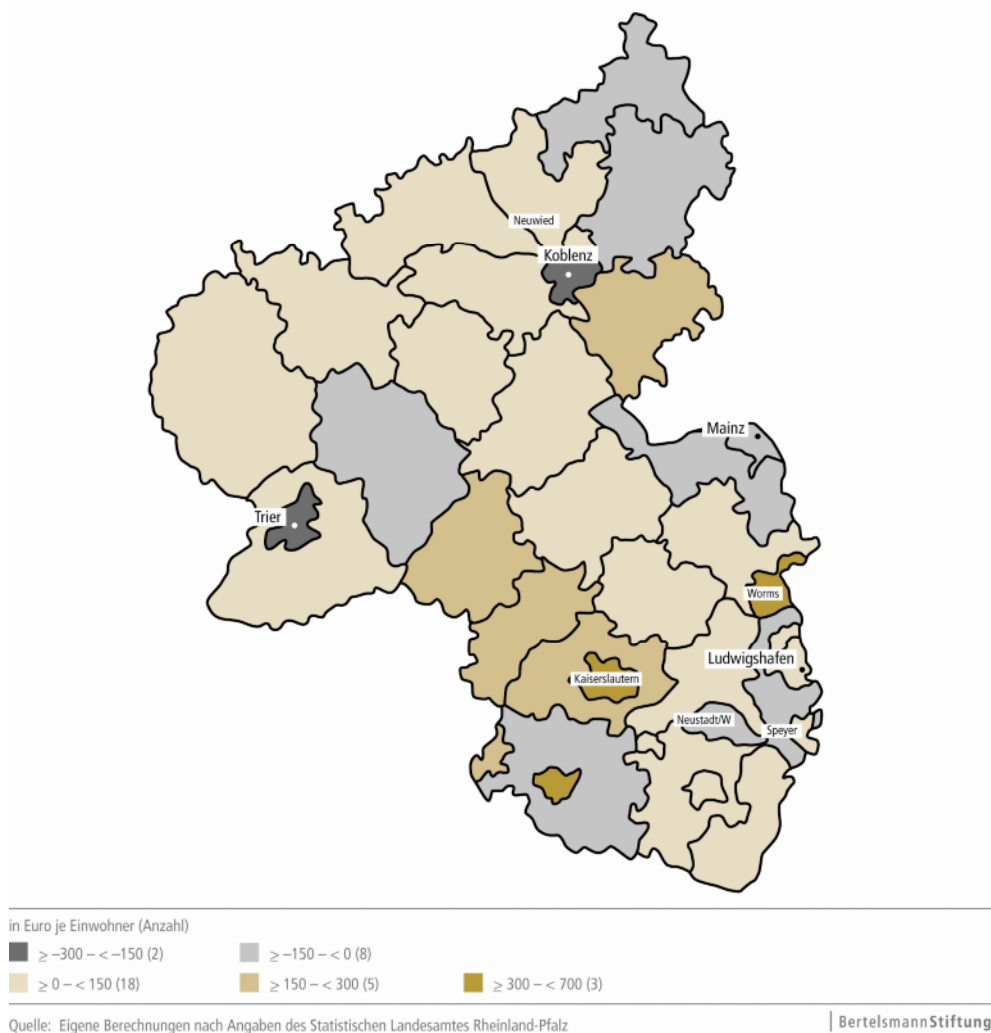 Neuwied
Koblenz
Mainz
Trier
Worms
Ludwigshafen
Kaiserslautern
Neustadt/W
Speyer
in Euro je Einwohner (Anzahl)
≥ –300 – < –150 (2)
≥ –150 – < 0 (8)
≥ 0 – < 150 (18)
≥ 150 – < 300 (5)
≥ 300 – < 700 (3)
Quelle: Eigene Berechnungen nach Angaben des Statistischen Landesamtes Rheinland-Pfalz
BertelsmannStiftung